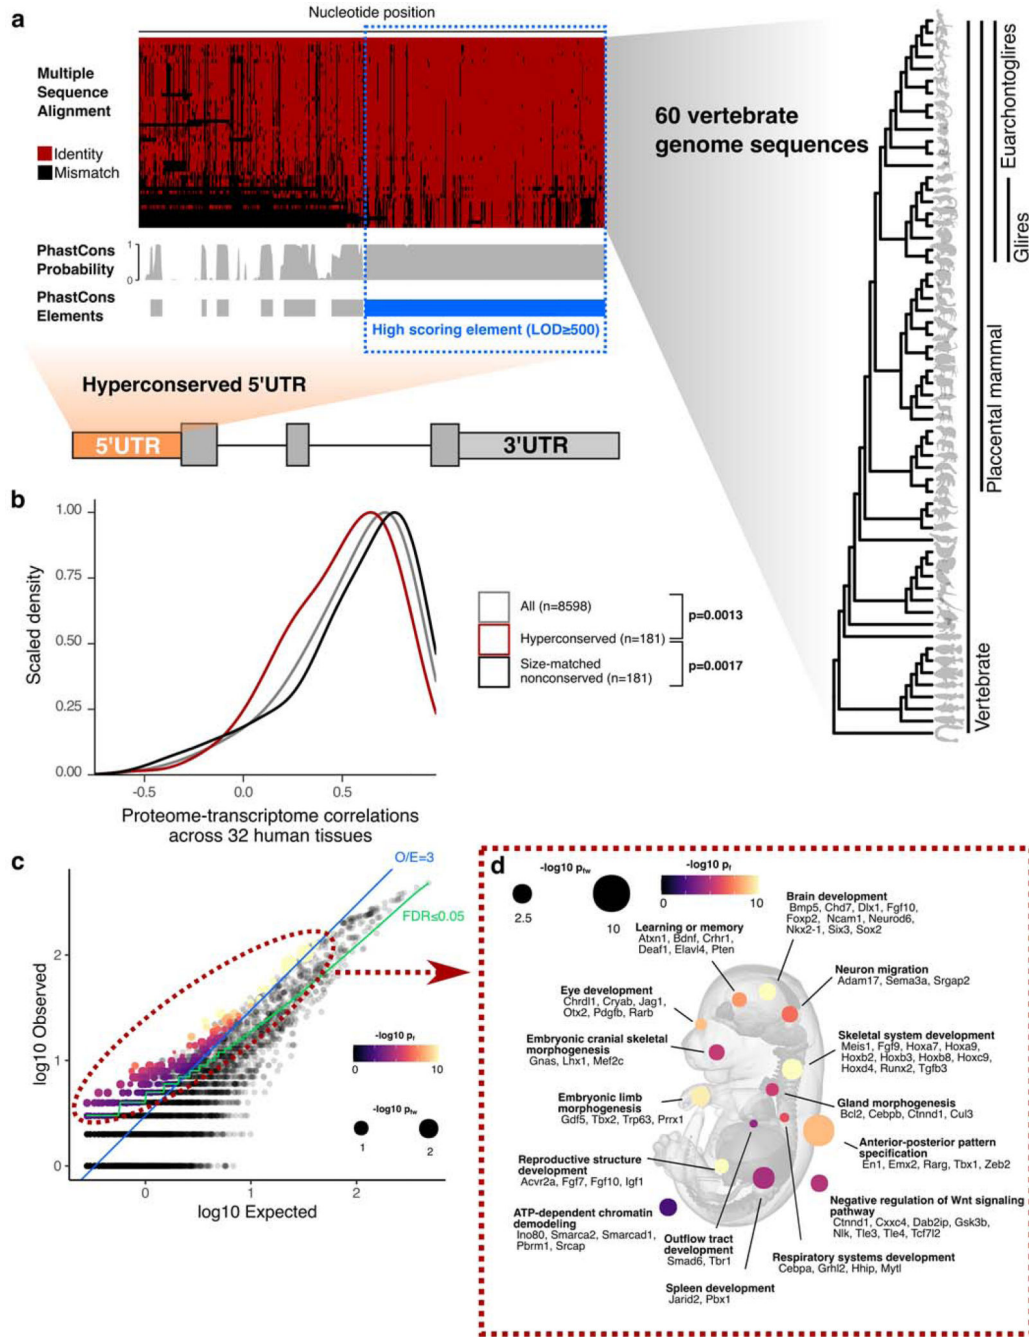 a
Nucleotide position
Multiple
Sequence
Alignment
Identity
Mismatch
60 vertebrate
genome sequences
PhastCons
Probability
1
0
PhastCons
Elements
High scoring element (LOD≥500)
Hyperconserved 5'UTR
5'UTR
3'UTR
Euarchontoglires
Glires
Placcental mammal
Vertebrate
b
Scaled density
1.00
0.75
0.50
0.25
0.00
-0.5
0.0
0.5
Proteome-transcriptome correlations
across 32 human tissues
All (n=8598)
Hyperconserved (n=181)
Size-matched
nonconserved (n=181)
p=0.0013
p=0.0017
c
O/E=3
FDR≤0.05
log10 Observed
2
1
0
0
1
2
log10 Expected
-log10 pf
0
10
-log10 pfw
1
2
d
-log10 pfw
2.5
10
-log10 pf
0
10
Brain development
Bmp5, Chd7, Dlx1, Fgf10,
Foxp2, Ncam1, Neurod6,
Nkx2-1, Six3, Sox2
Learning or memory
Atxn1, Bdnf, Crhr1,
Deaf1, Elavl4, Pten
Neuron migration
Adam17, Sema3a, Srgap2
Eye development
Chrdl1, Cryab, Jag1,
Otx2, Pdgfb, Rarb
Embryonic cranial skeletal
morphogenesis
Gnas, Lhx1, Mef2c
Skeletal system development
Meis1, Fgf9, Hoxa7, Hoxa9,
Hoxb2, Hoxb3, Hoxb8, Hoxc9,
Hoxd4, Runx2, Tgfb3
Embryonic limb
morphogenesis
Gdf5, Tbx2, Trp63, Prrx1
Gland morphogenesis
Bcl2, Cebpb, Ctnnd1, Cul3
Anterior-posterior pattern
specification
En1, Emx2, Rarg, Tbx1, Zeb2
Reproductive structure
development
Acvr2a, Fgf7, Fgf10, Igf1
Negative regulation of Wnt signaling
pathway
Ctnnd1, Cxxc4, Dab2ip, Gsk3b,
Nlk, Tle3, Tle4, Tcf7l2
ATP-dependent chromatin
demodeling
Ino80, Smarca2, Smarcad1,
Pbrm1, Srcap
Outflow tract
development
Smad6, Tbr1
Respiratory systems development
Cebpa, Grhl2, Hhip, Mytl
Spleen development
Jarid2, Pbx1